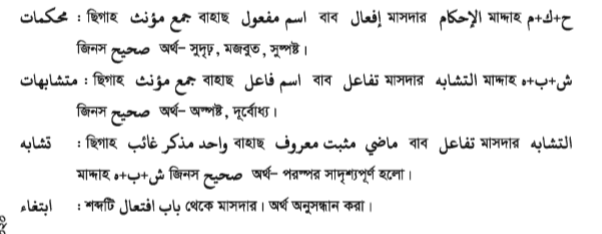 محكمات : ছিগাহ جمع مؤنث বাহাছ اسم مفعول বাব إفعال মাসদার الإحكام মাদ্দাহ ح+ك+م
জিনস صحيح অর্থ– সুদৃঢ়, মজবুত, সুস্পষ্ট।
متشابهات : ছিগাহ جمع مؤنث বাহাছ اسم فاعل বাব تفاعل মাসদার التشابه মাদ্দাহ ش+ب+ه
জিনস صحيح অর্থ– অস্পষ্ট, দুর্বোধ্য।
تشابه : ছিগাহ واحد مذكر غائب বাহাছ ماضي مثبت معروف বাব تفاعل মাসদার التشابه
মাদ্দাহ ش+ب+ه জিনস صحيح অর্থ– পরস্পর সাদৃশ্যপূর্ণ হলো।
ابتغاء : শব্দটি باب افتعال থেকে মাসদার। অর্থ অনুসন্ধান করা।